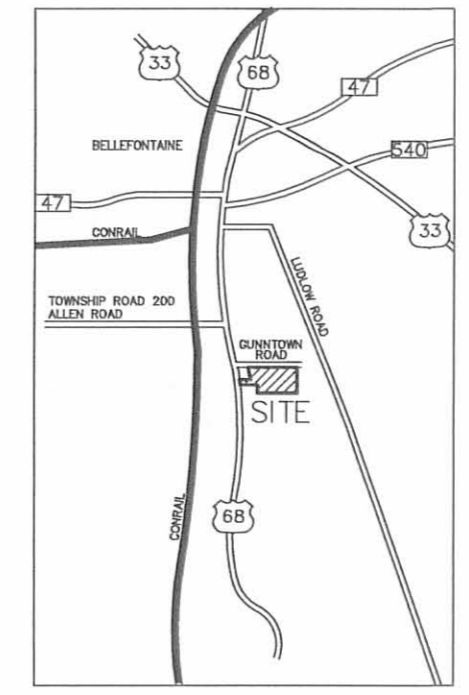 33
68
47
BELLEFONTAINE
540
47
33
CONRAIL
LUDLOW ROAD
TOWNSHIP ROAD 200
ALLEN ROAD
GUNNTOWN
ROAD
SITE
CONRAIL
68